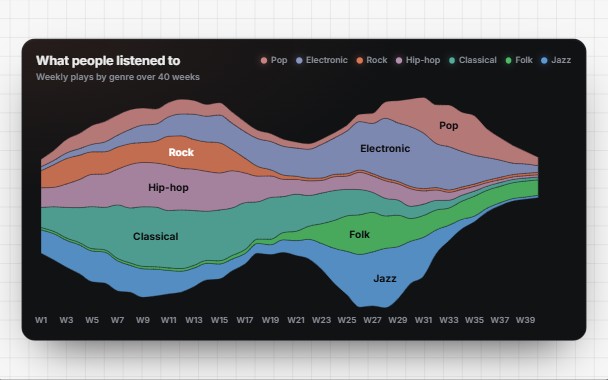 What people listened to
Weekly plays by genre over 40 weeks
Pop Electronic Rock Hip-hop Classical Folk Jazz
Pop
Electronic
Rock
Hip-hop
Classical
Folk
Jazz
W1 W3 W5 W7 W9 W11 W13 W15 W17 W19 W21 W23 W25 W27 W29 W31 W33 W35 W37 W39